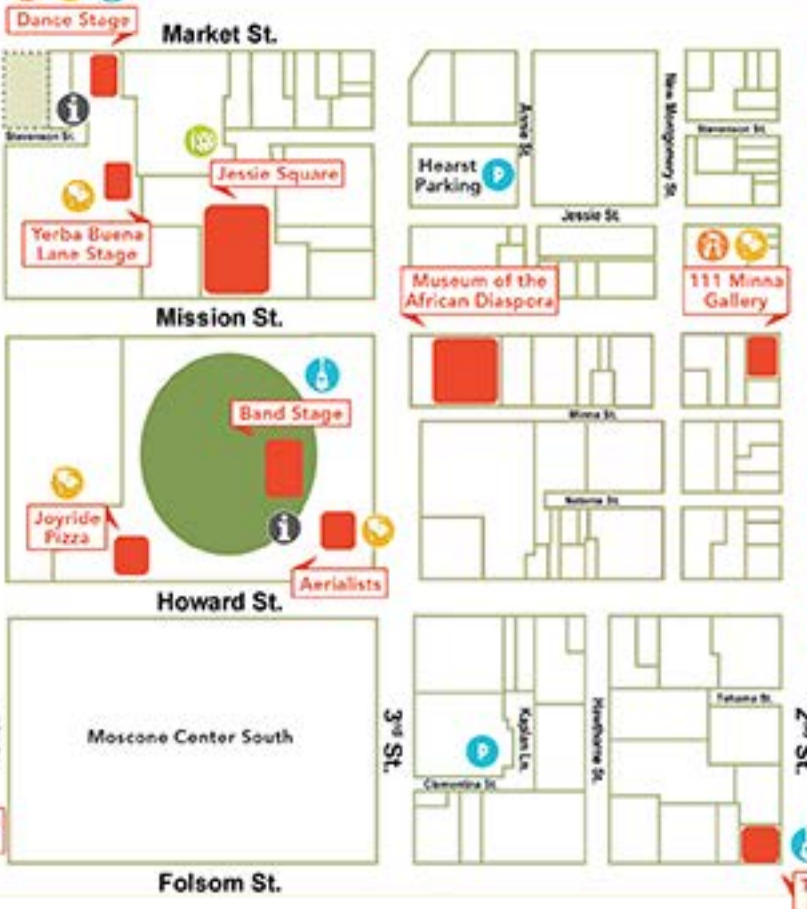 Dance Stage
Market St.
i
Stevenson St.
Jessie Square
Yerba Buena
Lane Stage
Annie St.
New Montgomery St.
Stevenson St.
Hearst
Parking
P
Jessie St.
Museum of the
African Diaspora
111 Minna
Gallery
Mission St.
Band Stage
Minna St.
Natoma St.
Joyride
Pizza
i
Aerialists
Howard St.
Moscone Center South
3rd St.
P
Kaplan Ln.
Clementina St.
Hawthorne St.
Tehama St.
St.
Folsom St.